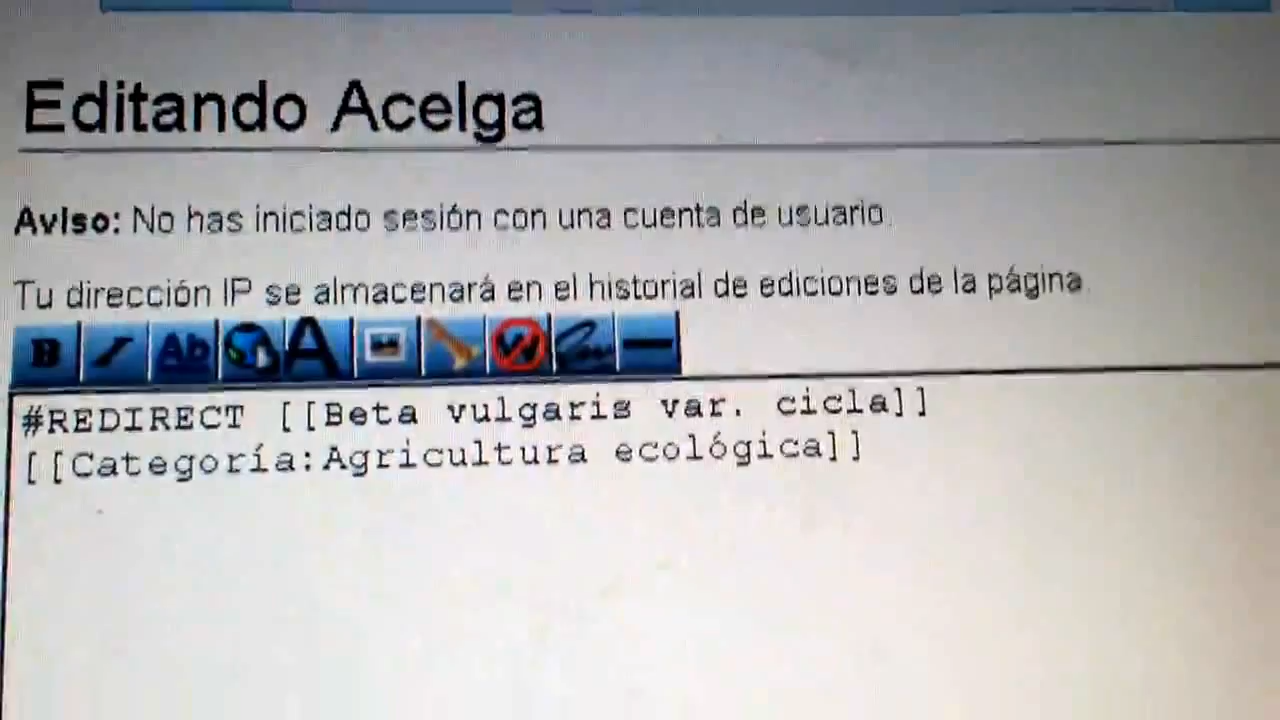 Editando Acelga
Aviso: No has iniciado sesión con una cuenta de usuario.
Tu dirección IP se almacenará en el historial de ediciones de la página.
B I Ab A W
#REDIRECT [[Beta vulgaris var. cicla]]
[[Categoría:Agricultura ecológica]]